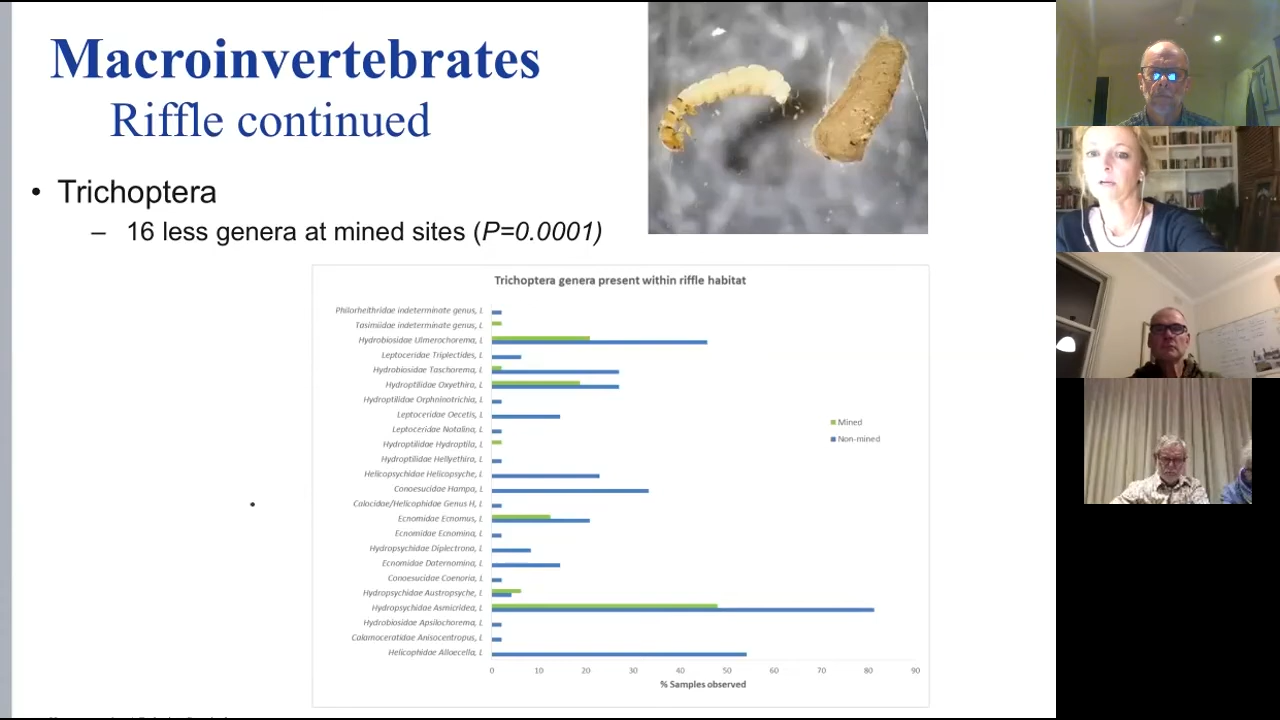 Macroinvertebrates
Riffle continued
• Trichoptera
– 16 less genera at mined sites (P=0.0001)
Trichoptera genera present within riffle habitat
Philorheithridae indeterminate genus, L
Tasimiidae indeterminate genus, L
Hydrobiosidae Ulmerochorema, L
Leptoceridae Triplectides, L
Hydrobiosidae Taschorema, L
Hydroptilidae Oxyethira, L
Hydroptilidae Orphninotrichia, L
Leptoceridae Oecetis, L
Leptoceridae Notalina, L
Hydroptilidae Hydroptila, L
Hydroptilidae Hellyethira, L
Helicopsychidae Helicopsyche, L
Conoesucidae Hampa, L
Calocidae/Helicophidae Genus H, L
Ecnomidae Ecnomus, L
Ecnomidae Ecnomina, L
Hydropsychidae Diplectrona, L
Ecnomidae Daternomina, L
Conoesucidae Coenoria, L
Hydropsychidae Austropsyche, L
Hydropsychidae Asmicridea, L
Hydrobiosidae Apsilochorema, L
Calamoceratidae Anisocentropus, L
Helicophidae Alloecella, L
Mined
Non-mined
0 10 20 30 40 50 60 70 80 90
% Samples observed